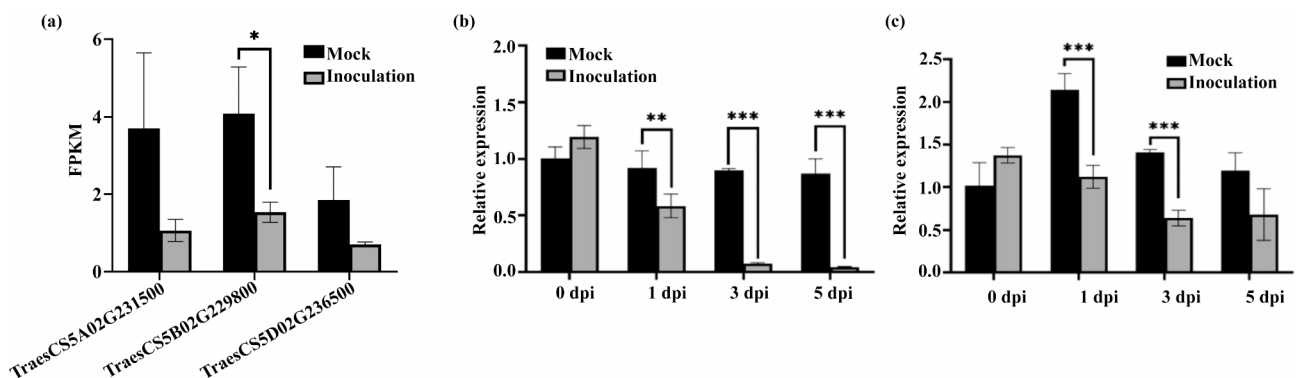 (a)
6
4
2
0
FPKM
*
Mock
Inoculation
TraesCS5A02G231500
TraesCS5B02G229800
TraesCS5D02G236500
(b)
2.0
1.5
1.0
0.5
0.0
Relative expression
Mock
Inoculation
**
***
***
0 dpi
1 dpi
3 dpi
5 dpi
(c)
2.5
2.0
1.5
1.0
0.5
0.0
Relative expression
***
***
Mock
Inoculation
0 dpi
1 dpi
3 dpi
5 dpi